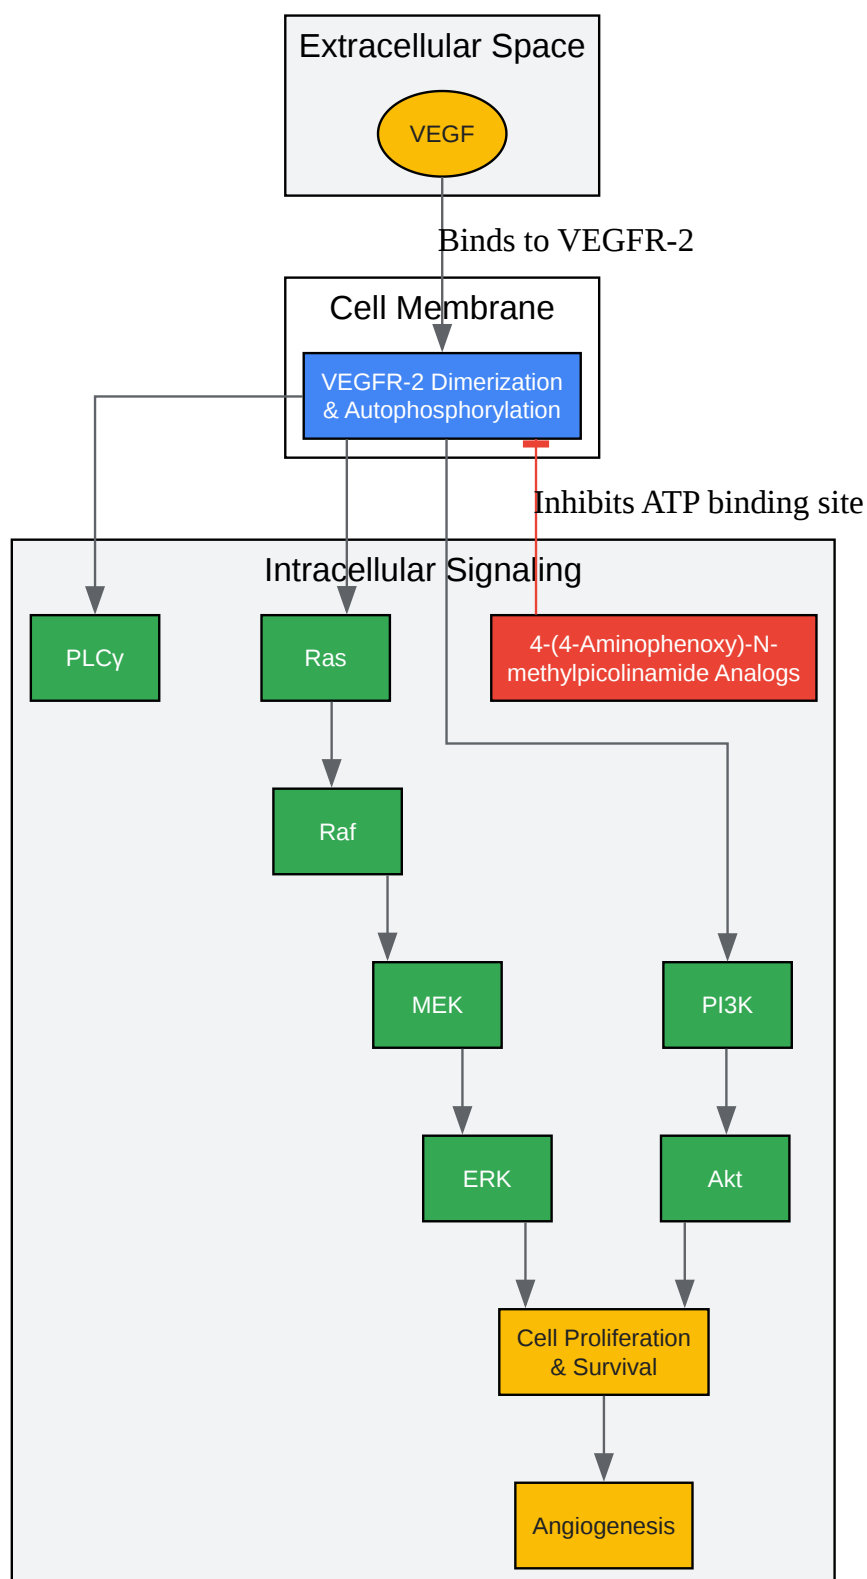 Extracellular Space
VEGF
Binds to VEGFR-2
Cell Membrane
VEGFR-2 Dimerization
& Autophosphorylation
Inhibits ATP binding site
Intracellular Signaling
PLCγ
Ras
4-(4-Aminophenoxy)-N-
methylpicolinamide Analogs
Raf
MEK
PI3K
ERK
Akt
Cell Proliferation
& Survival
Angiogenesis